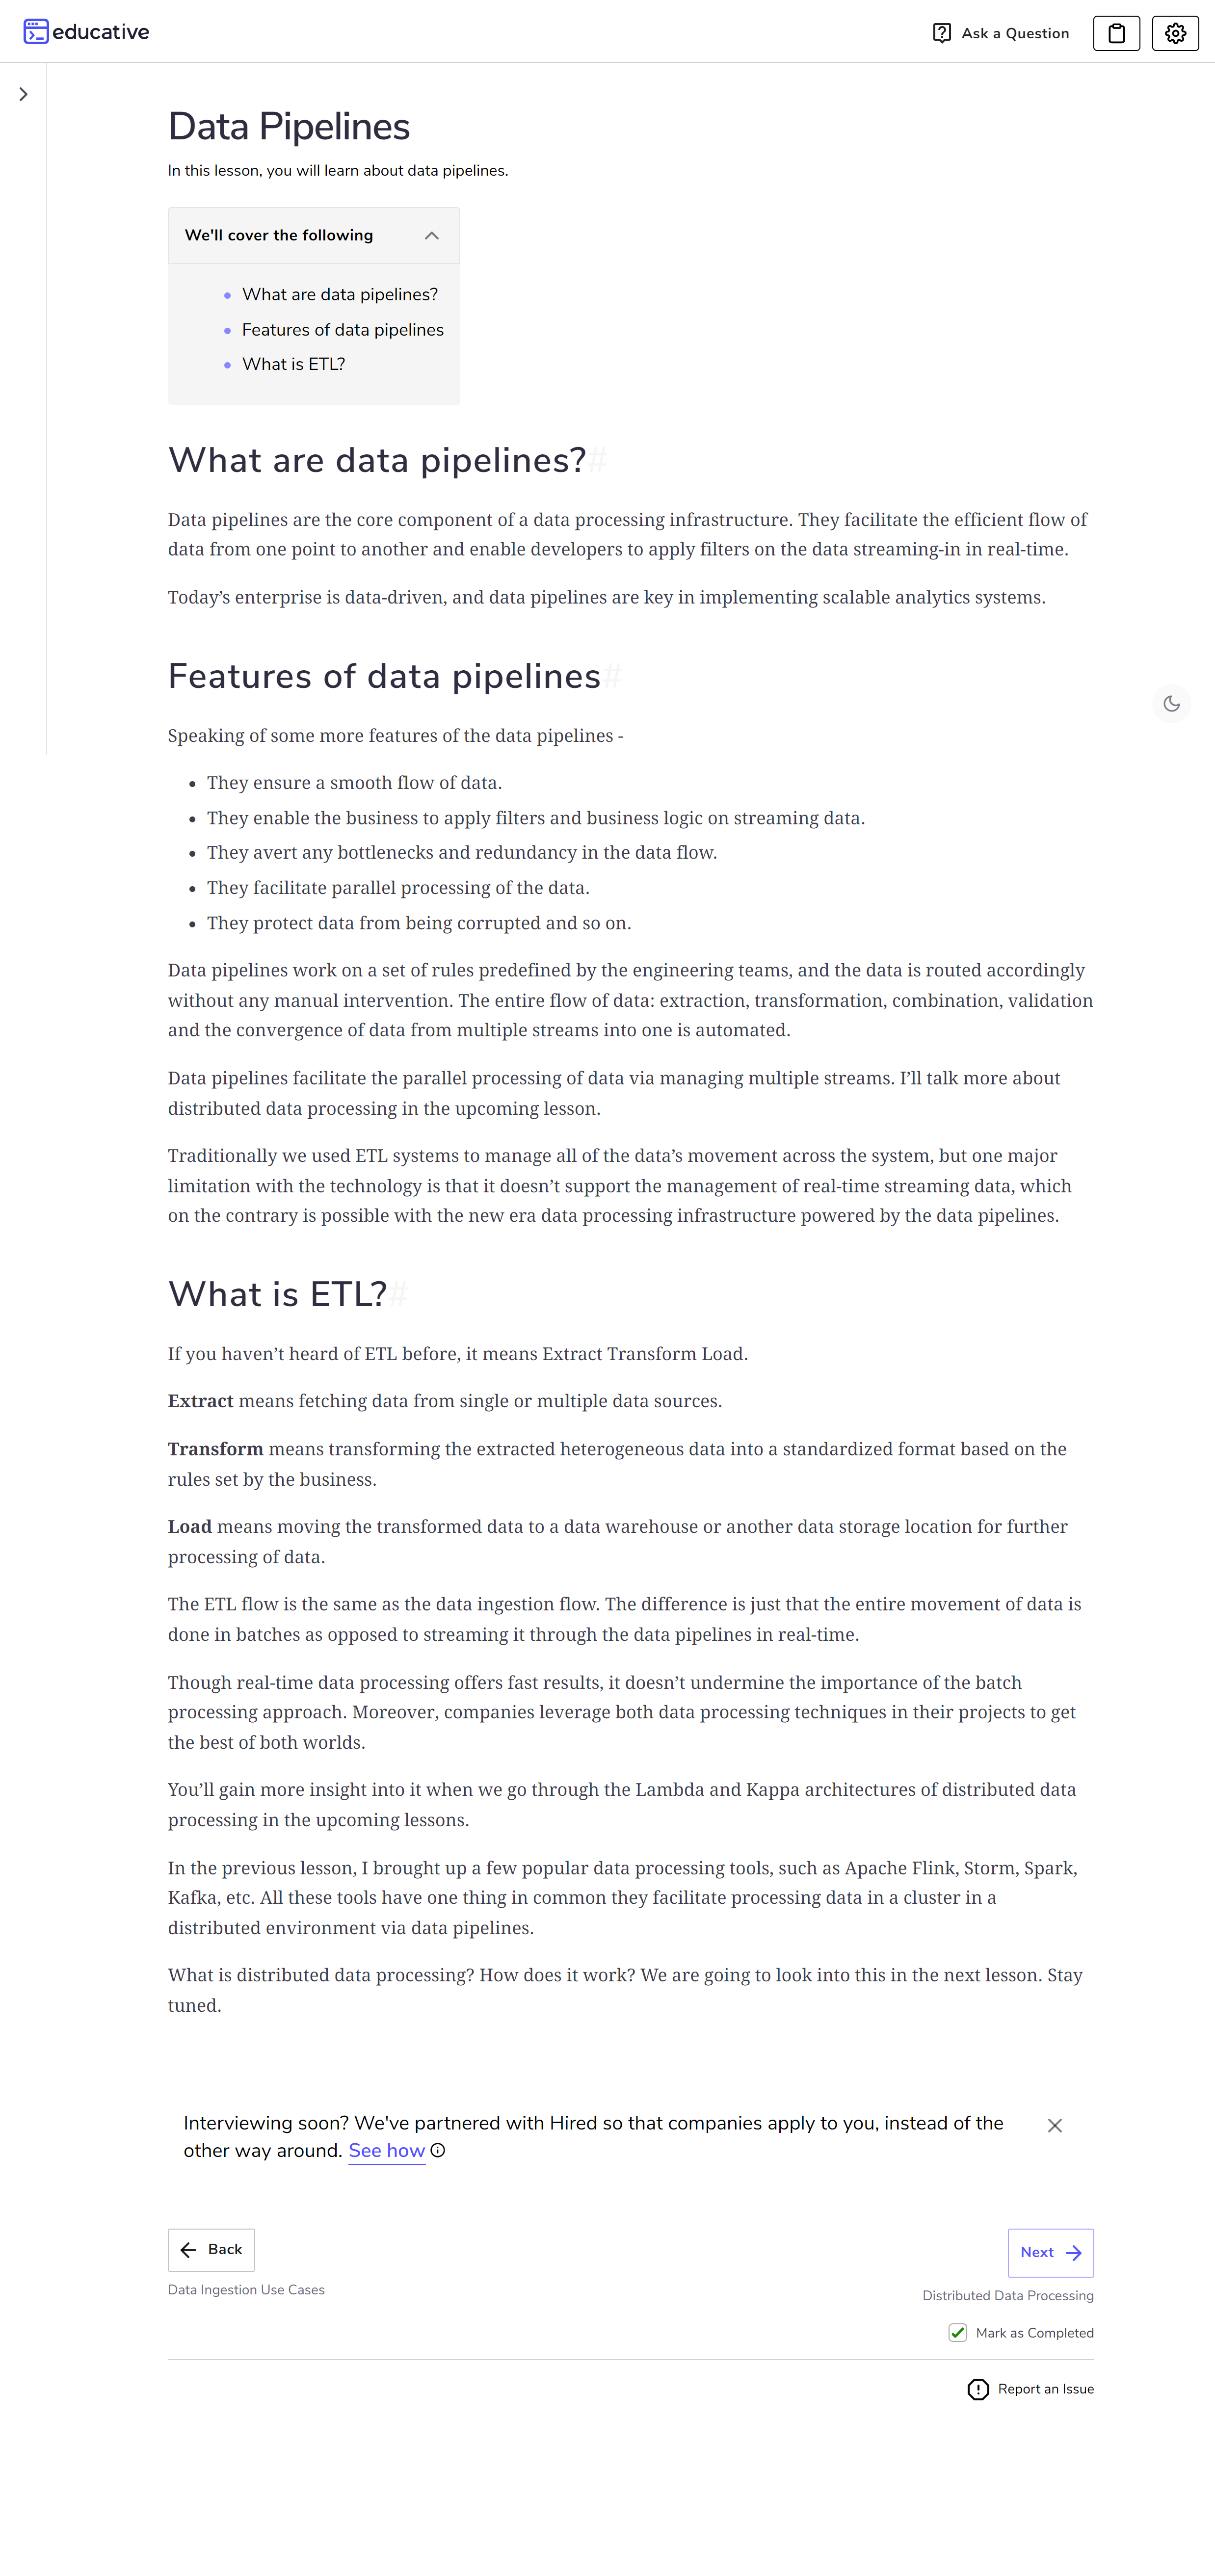 educative
Ask a Question
Data Pipelines
In this lesson, you will learn about data pipelines.
We'll cover the following
What are data pipelines?
Features of data pipelines
What is ETL?
What are data pipelines?#
Data pipelines are the core component of a data processing infrastructure. They facilitate the efficient flow of
data from one point to another and enable developers to apply filters on the data streaming-in in real-time.
Today’s enterprise is data-driven, and data pipelines are key in implementing scalable analytics systems.
Features of data pipelines#
Speaking of some more features of the data pipelines -
• They ensure a smooth flow of data.
• They enable the business to apply filters and business logic on streaming data.
• They avert any bottlenecks and redundancy in the data flow.
• They facilitate parallel processing of the data.
• They protect data from being corrupted and so on.
Data pipelines work on a set of rules predefined by the engineering teams, and the data is routed accordingly
without any manual intervention. The entire flow of data: extraction, transformation, combination, validation
and the convergence of data from multiple streams into one is automated.
Data pipelines facilitate the parallel processing of data via managing multiple streams. I’ll talk more about
distributed data processing in the upcoming lesson.
Traditionally we used ETL systems to manage all of the data’s movement across the system, but one major
limitation with the technology is that it doesn’t support the management of real-time streaming data, which
on the contrary is possible with the new era data processing infrastructure powered by the data pipelines.
What is ETL?#
If you haven’t heard of ETL before, it means Extract Transform Load.
Extract means fetching data from single or multiple data sources.
Transform means transforming the extracted heterogeneous data into a standardized format based on the
rules set by the business.
Load means moving the transformed data to a data warehouse or another data storage location for further
processing of data.
The ETL flow is the same as the data ingestion flow. The difference is just that the entire movement of data is
done in batches as opposed to streaming it through the data pipelines in real-time.
Though real-time data processing offers fast results, it doesn’t undermine the importance of the batch
processing approach. Moreover, companies leverage both data processing techniques in their projects to get
the best of both worlds.
You’ll gain more insight into it when we go through the Lambda and Kappa architectures of distributed data
processing in the upcoming lessons.
In the previous lesson, I brought up a few popular data processing tools, such as Apache Flink, Storm, Spark,
Kafka, etc. All these tools have one thing in common they facilitate processing data in a cluster in a
distributed environment via data pipelines.
What is distributed data processing? How does it work? We are going to look into this in the next lesson. Stay
tuned.
Interviewing soon? We've partnered with Hired so that companies apply to you, instead of the
other way around. See how
Back
Next
Data Ingestion Use Cases
Distributed Data Processing
Mark as Completed
Report an Issue